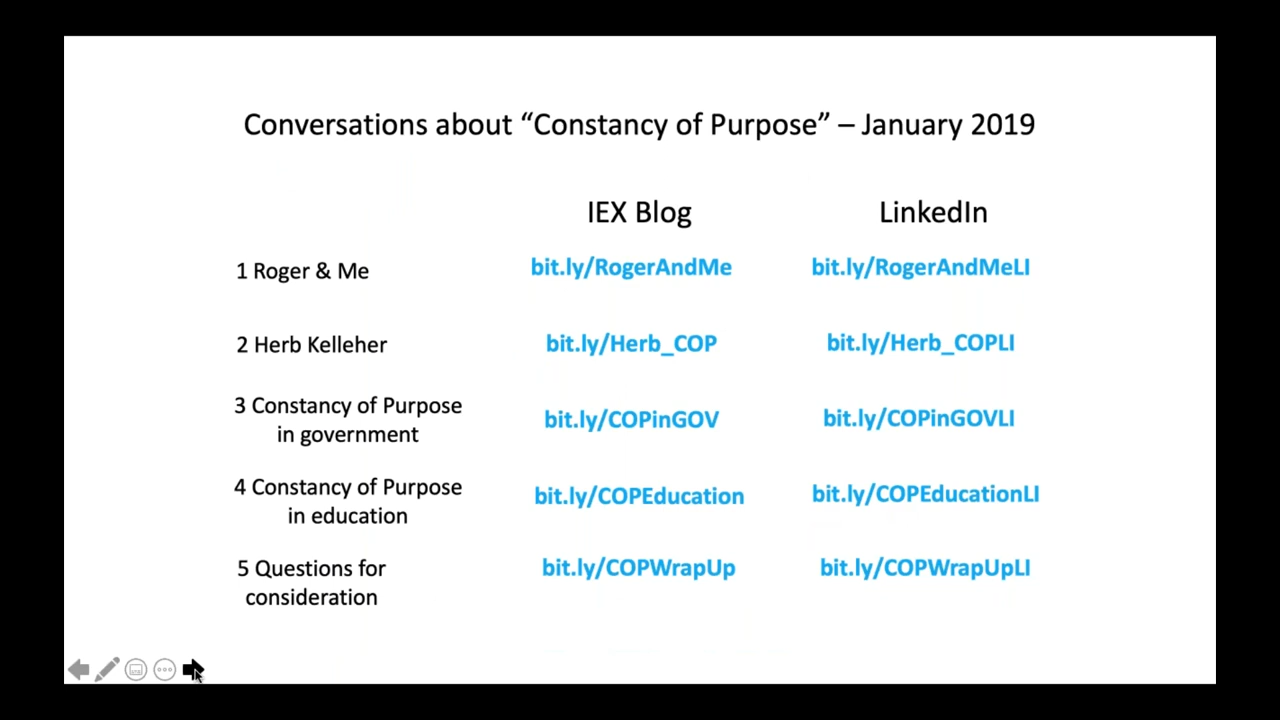 Conversations about “Constancy of Purpose” – January 2019
IEX Blog LinkedIn
1 Roger & Me bit.ly/RogerAndMe bit.ly/RogerAndMeLI
2 Herb Kelleher bit.ly/Herb_COP bit.ly/Herb_COPLI
3 Constancy of Purpose
in government bit.ly/COPinGOV bit.ly/COPinGOVLI
4 Constancy of Purpose
in education bit.ly/COPEducation bit.ly/COPEducationLI
5 Questions for
consideration bit.ly/COPWrapUp bit.ly/COPWrapUpLI